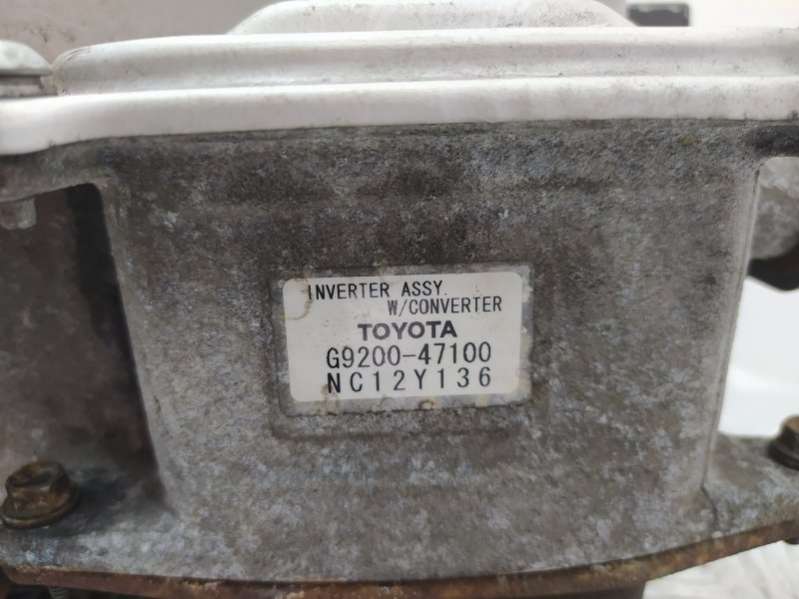 INVERTER ASSY.
W/CONVERTER
TOYOTA
G9200-47100
NC12Y136